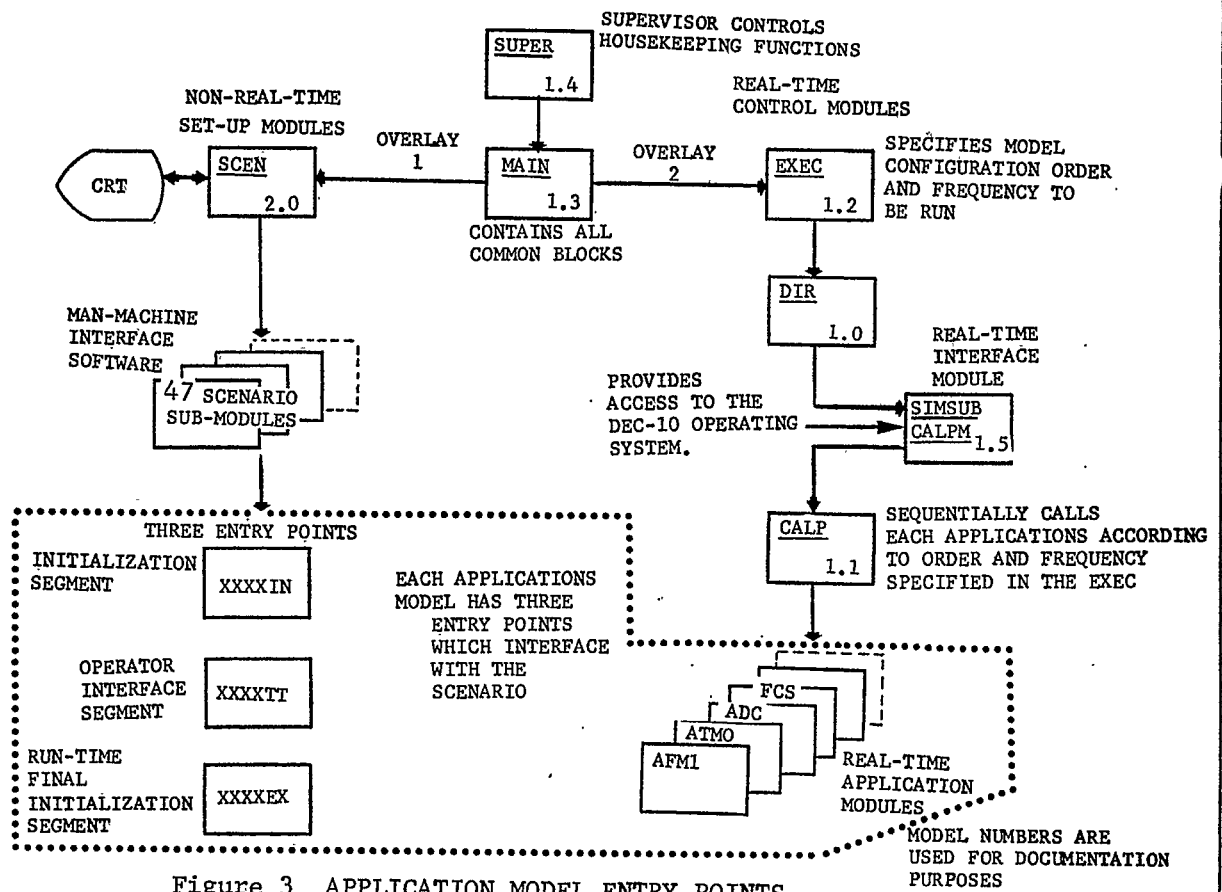 SUPERVISOR CONTROLS
HOUSEKEEPING FUNCTIONS
SUPER
1.4
NON-REAL-TIME
SET-UP MODULES
REAL-TIME
CONTROL MODULES
CRT
SCEN
2.0
OVERLAY
1
MAIN
1.3
CONTAINS ALL
COMMON BLOCKS
OVERLAY
2
EXEC
1.2
SPECIFIES MODEL
CONFIGURATION ORDER
AND FREQUENCY TO
BE RUN
DIR
1.0
MAN-MACHINE
INTERFACE
SOFTWARE
47 SCENARIO
SUB-MODULES
REAL-TIME
INTERFACE
MODULE
PROVIDES
ACCESS TO THE
DEC-10 OPERATING
SYSTEM.
SIMSUB
CALPM
1.5
CALP
1.1
SEQUENTIALLY CALLS
EACH APPLICATIONS ACCORDING
TO ORDER AND FREQUENCY
SPECIFIED IN THE EXEC
THREE ENTRY POINTS
INITIALIZATION
SEGMENT
XXXXIN
EACH APPLICATIONS
MODEL HAS THREE
ENTRY POINTS
WHICH INTERFACE
WITH THE
SCENARIO
OPERATOR
INTERFACE
SEGMENT
XXXXTT
RUN-TIME
FINAL
INITIALIZATION
SEGMENT
XXXXEX
FCS
ADC
ATMO
AFM1
REAL-TIME
APPLICATION
MODULES
MODEL NUMBERS ARE
USED FOR DOCUMENTATION
PURPOSES
Figure 3 APPLICATION MODEL ENTRY POINTS